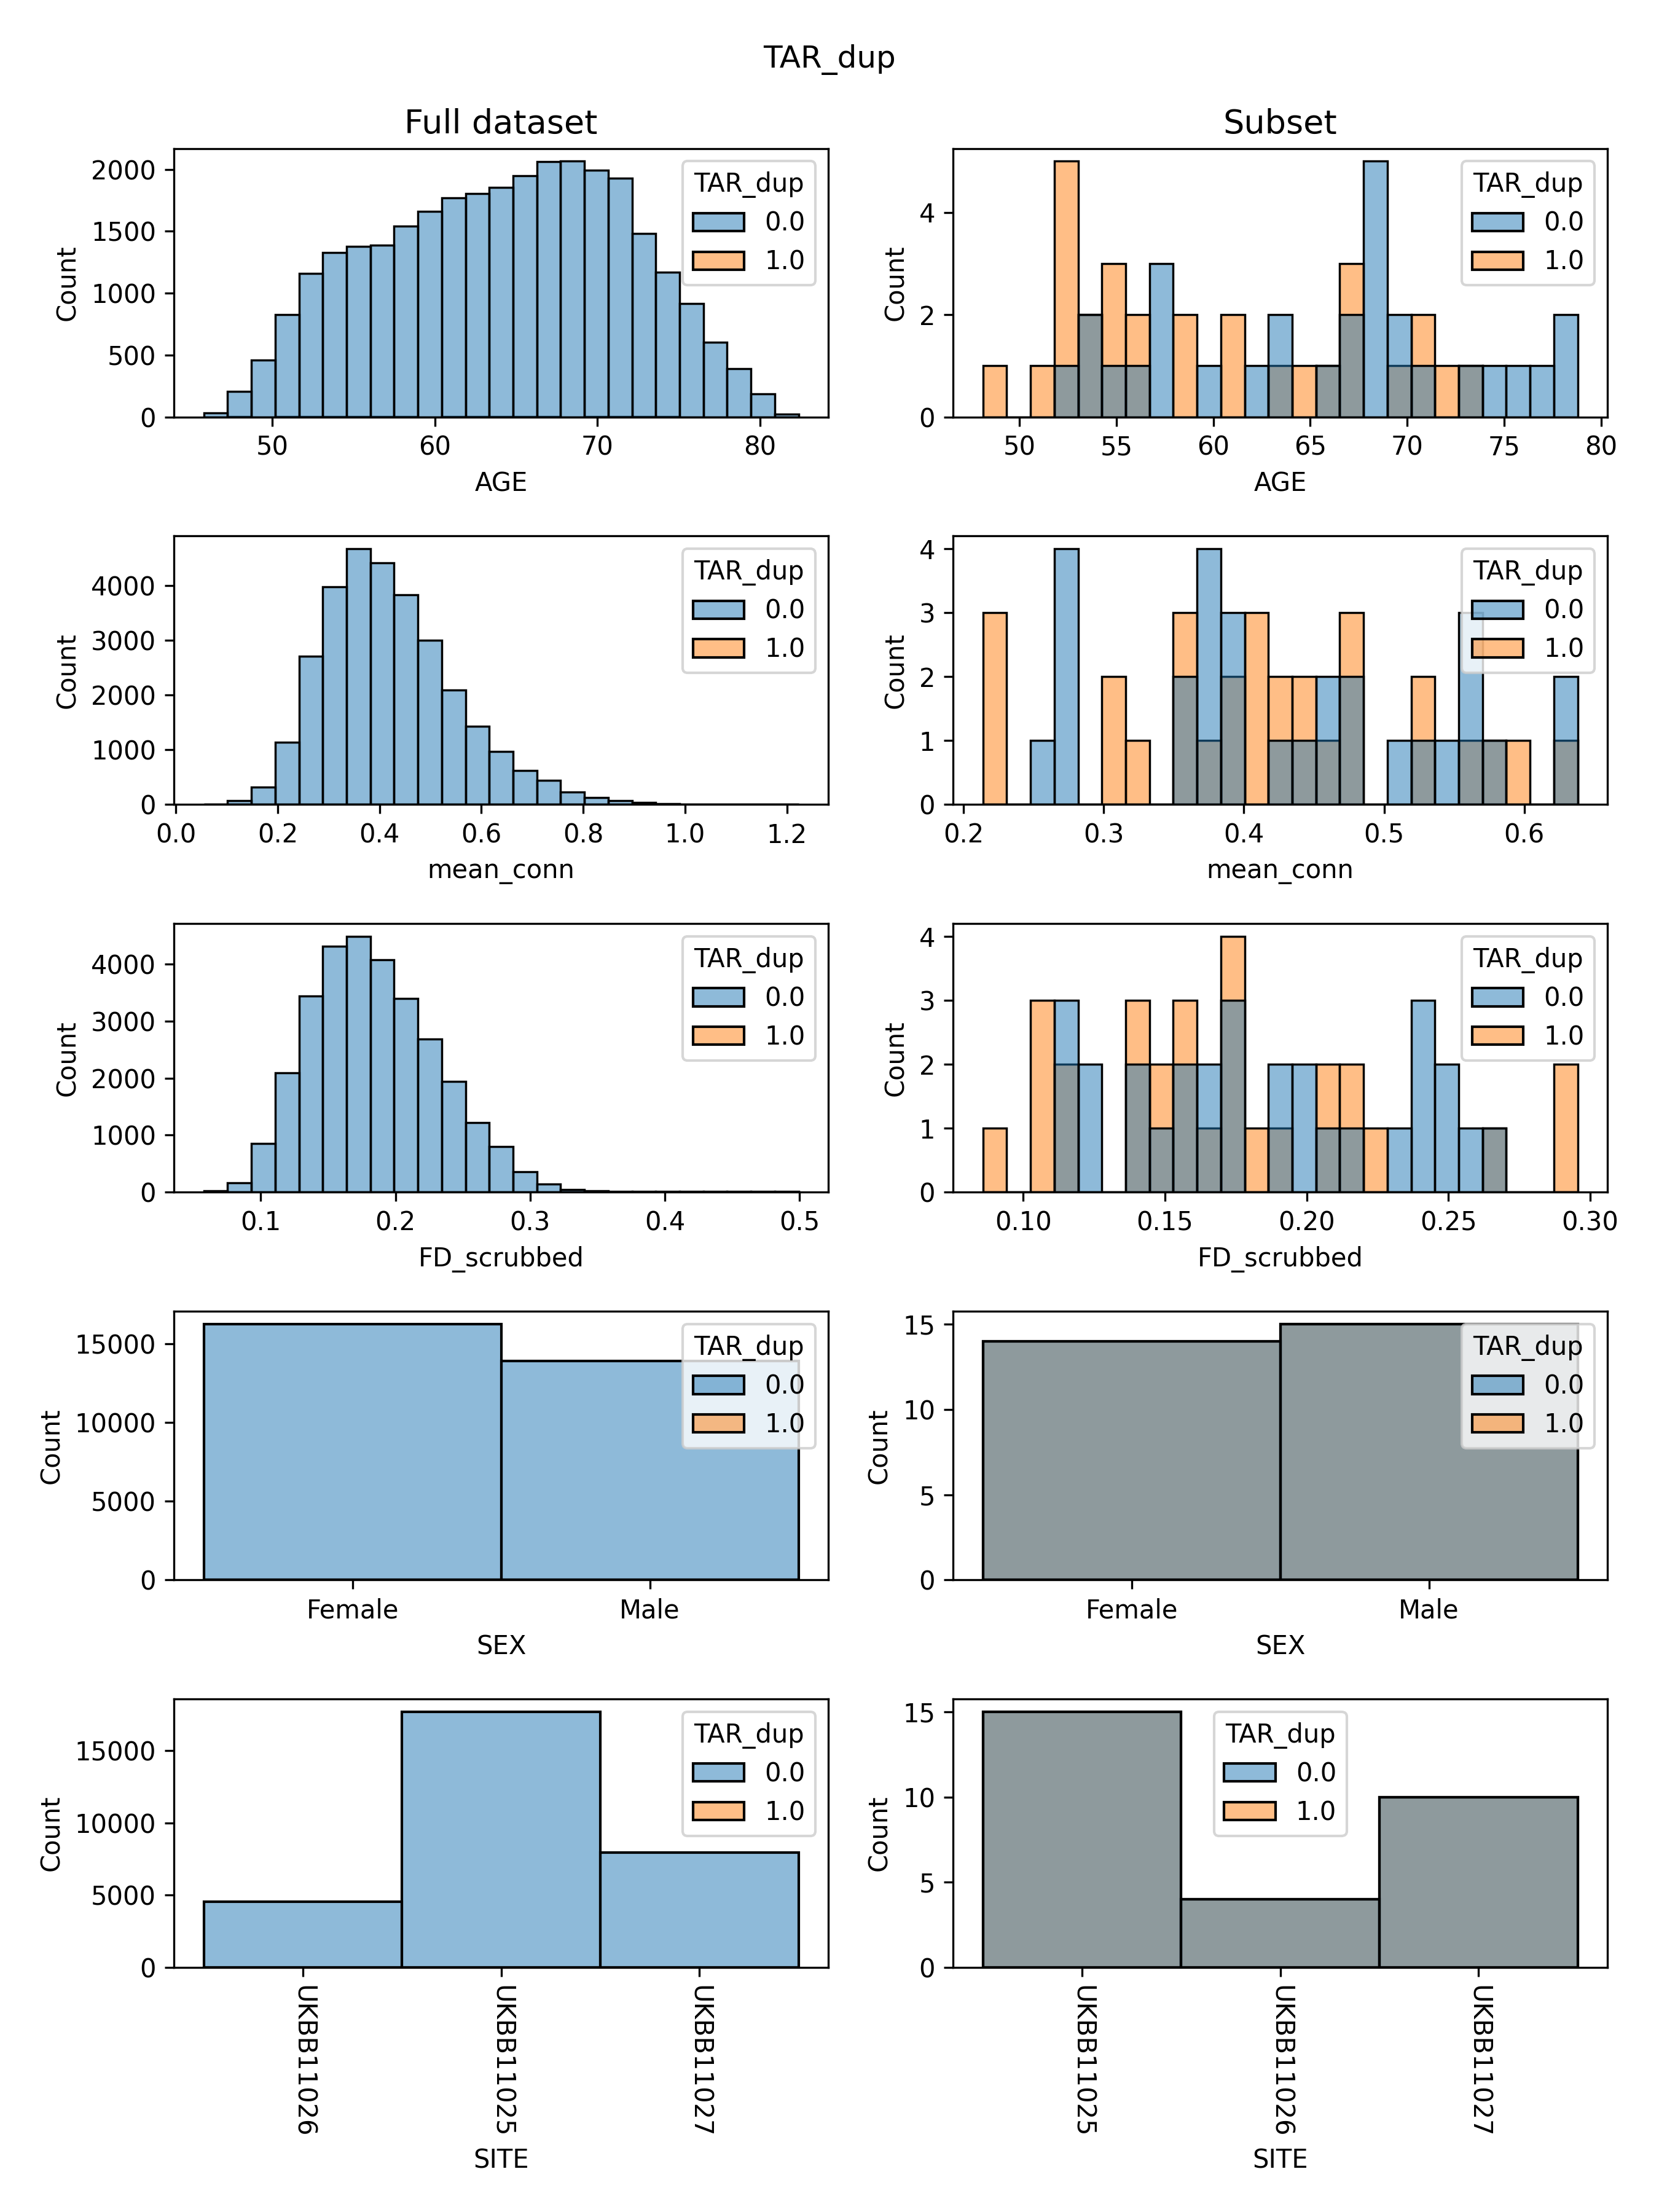 TAR_dup
Full dataset
2000
1500
1000
500
0
Count
50 60 70 80
AGE
TAR_dup
0.0
1.0
Subset
4
2
0
Count
50 55 60 65 70 75 80
AGE
TAR_dup
0.0
1.0
4000
3000
2000
1000
0
Count
0.0 0.2 0.4 0.6 0.8 1.0 1.2
mean_conn
TAR_dup
0.0
1.0
4
3
2
1
0
Count
0.2 0.3 0.4 0.5 0.6
mean_conn
TAR_dup
0.0
1.0
4000
3000
2000
1000
0
Count
0.1 0.2 0.3 0.4 0.5
FD_scrubbed
TAR_dup
0.0
1.0
4
3
2
1
0
Count
0.10 0.15 0.20 0.25 0.30
FD_scrubbed
TAR_dup
0.0
1.0
15000
10000
5000
0
Count
Female Male
SEX
TAR_dup
0.0
1.0
15
10
5
0
Count
Female Male
SEX
TAR_dup
0.0
1.0
15000
10000
5000
0
Count
UKBB11026 UKBB11025 UKBB11027
SITE
TAR_dup
0.0
1.0
15
10
5
0
Count
UKBB11025 UKBB11026 UKBB11027
SITE
TAR_dup
0.0
1.0